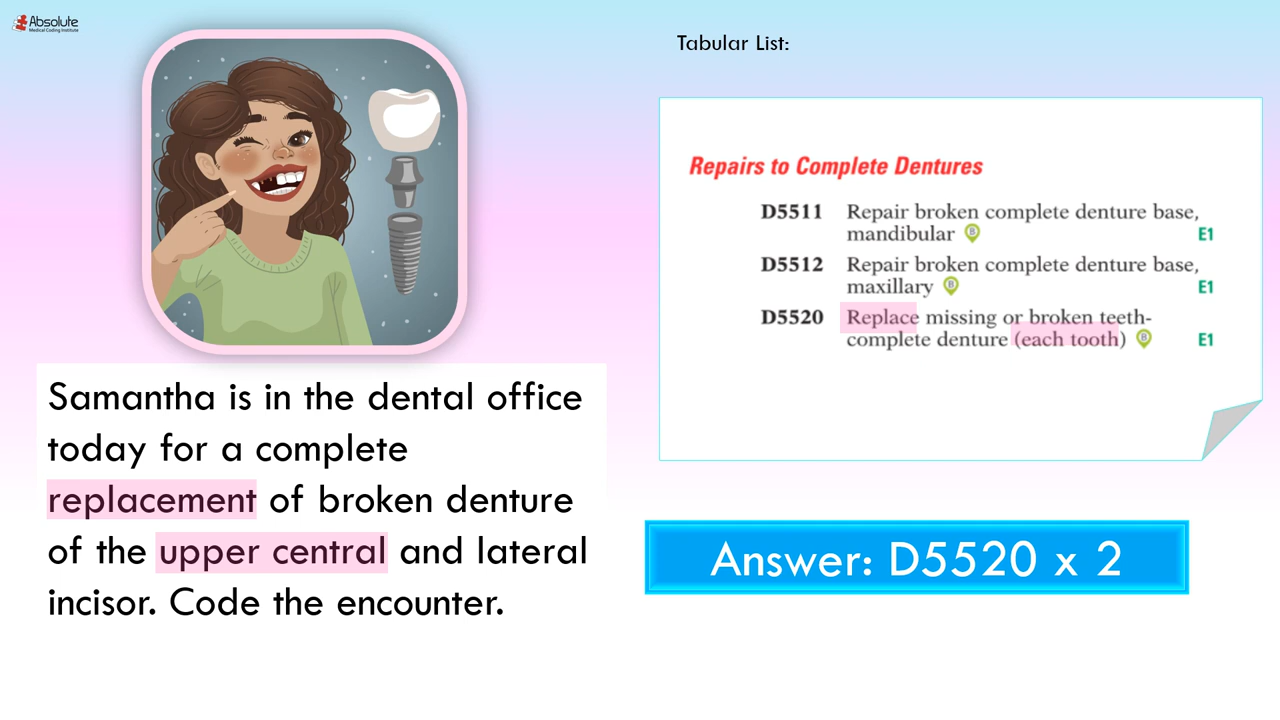 Absolute
Medical Coding Institute
Tabular List:
Repairs to Complete Dentures
D5511 Repair broken complete denture base,
mandibular B E1
D5512 Repair broken complete denture base,
maxillary B E1
D5520 Replace missing or broken teeth-
complete denture (each tooth) B E1
Samantha is in the dental office
today for a complete
replacement of broken denture
of the upper central and lateral
incisor. Code the encounter.
Answer: D5520 x 2